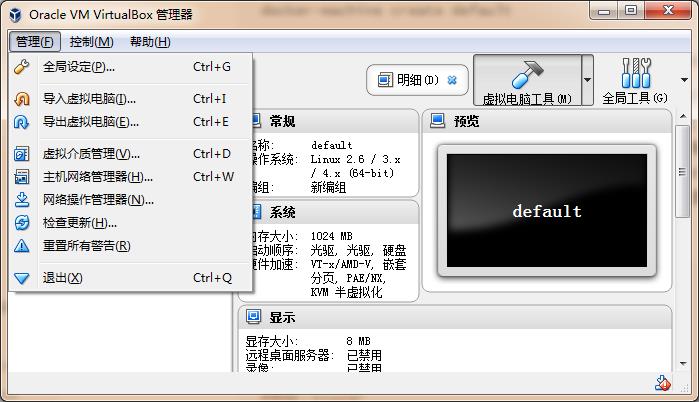 docker-machine create default
Oracle VM VirtualBox 管理器
管理(F) 控制(M) 帮助(H)
全局设定(P)... Ctrl+G
导入虚拟电脑(I)... Ctrl+I
导出虚拟电脑(E)... Ctrl+E
虚拟介质管理(V)... Ctrl+D
主机网络管理器(H)... Ctrl+W
网络操作管理器(N)...
检查更新(H)...
重置所有警告(R)
退出(X) Ctrl+Q
明细(D)
虚拟电脑工具(M)
全局工具(G)
常规
名称: default
操作系统: Linux 2.6 / 3.x
/ 4.x (64-bit)
编组: 新编组
系统
内存大小: 1024 MB
启动顺序: 光驱, 光驱, 硬盘
硬件加速: VT-x/AMD-V, 嵌套
分页, PAE/NX,
KVM 半虚拟化
预览
default
显示
显存大小: 8 MB
远程桌面服务器: 已禁用
录像: 已禁用